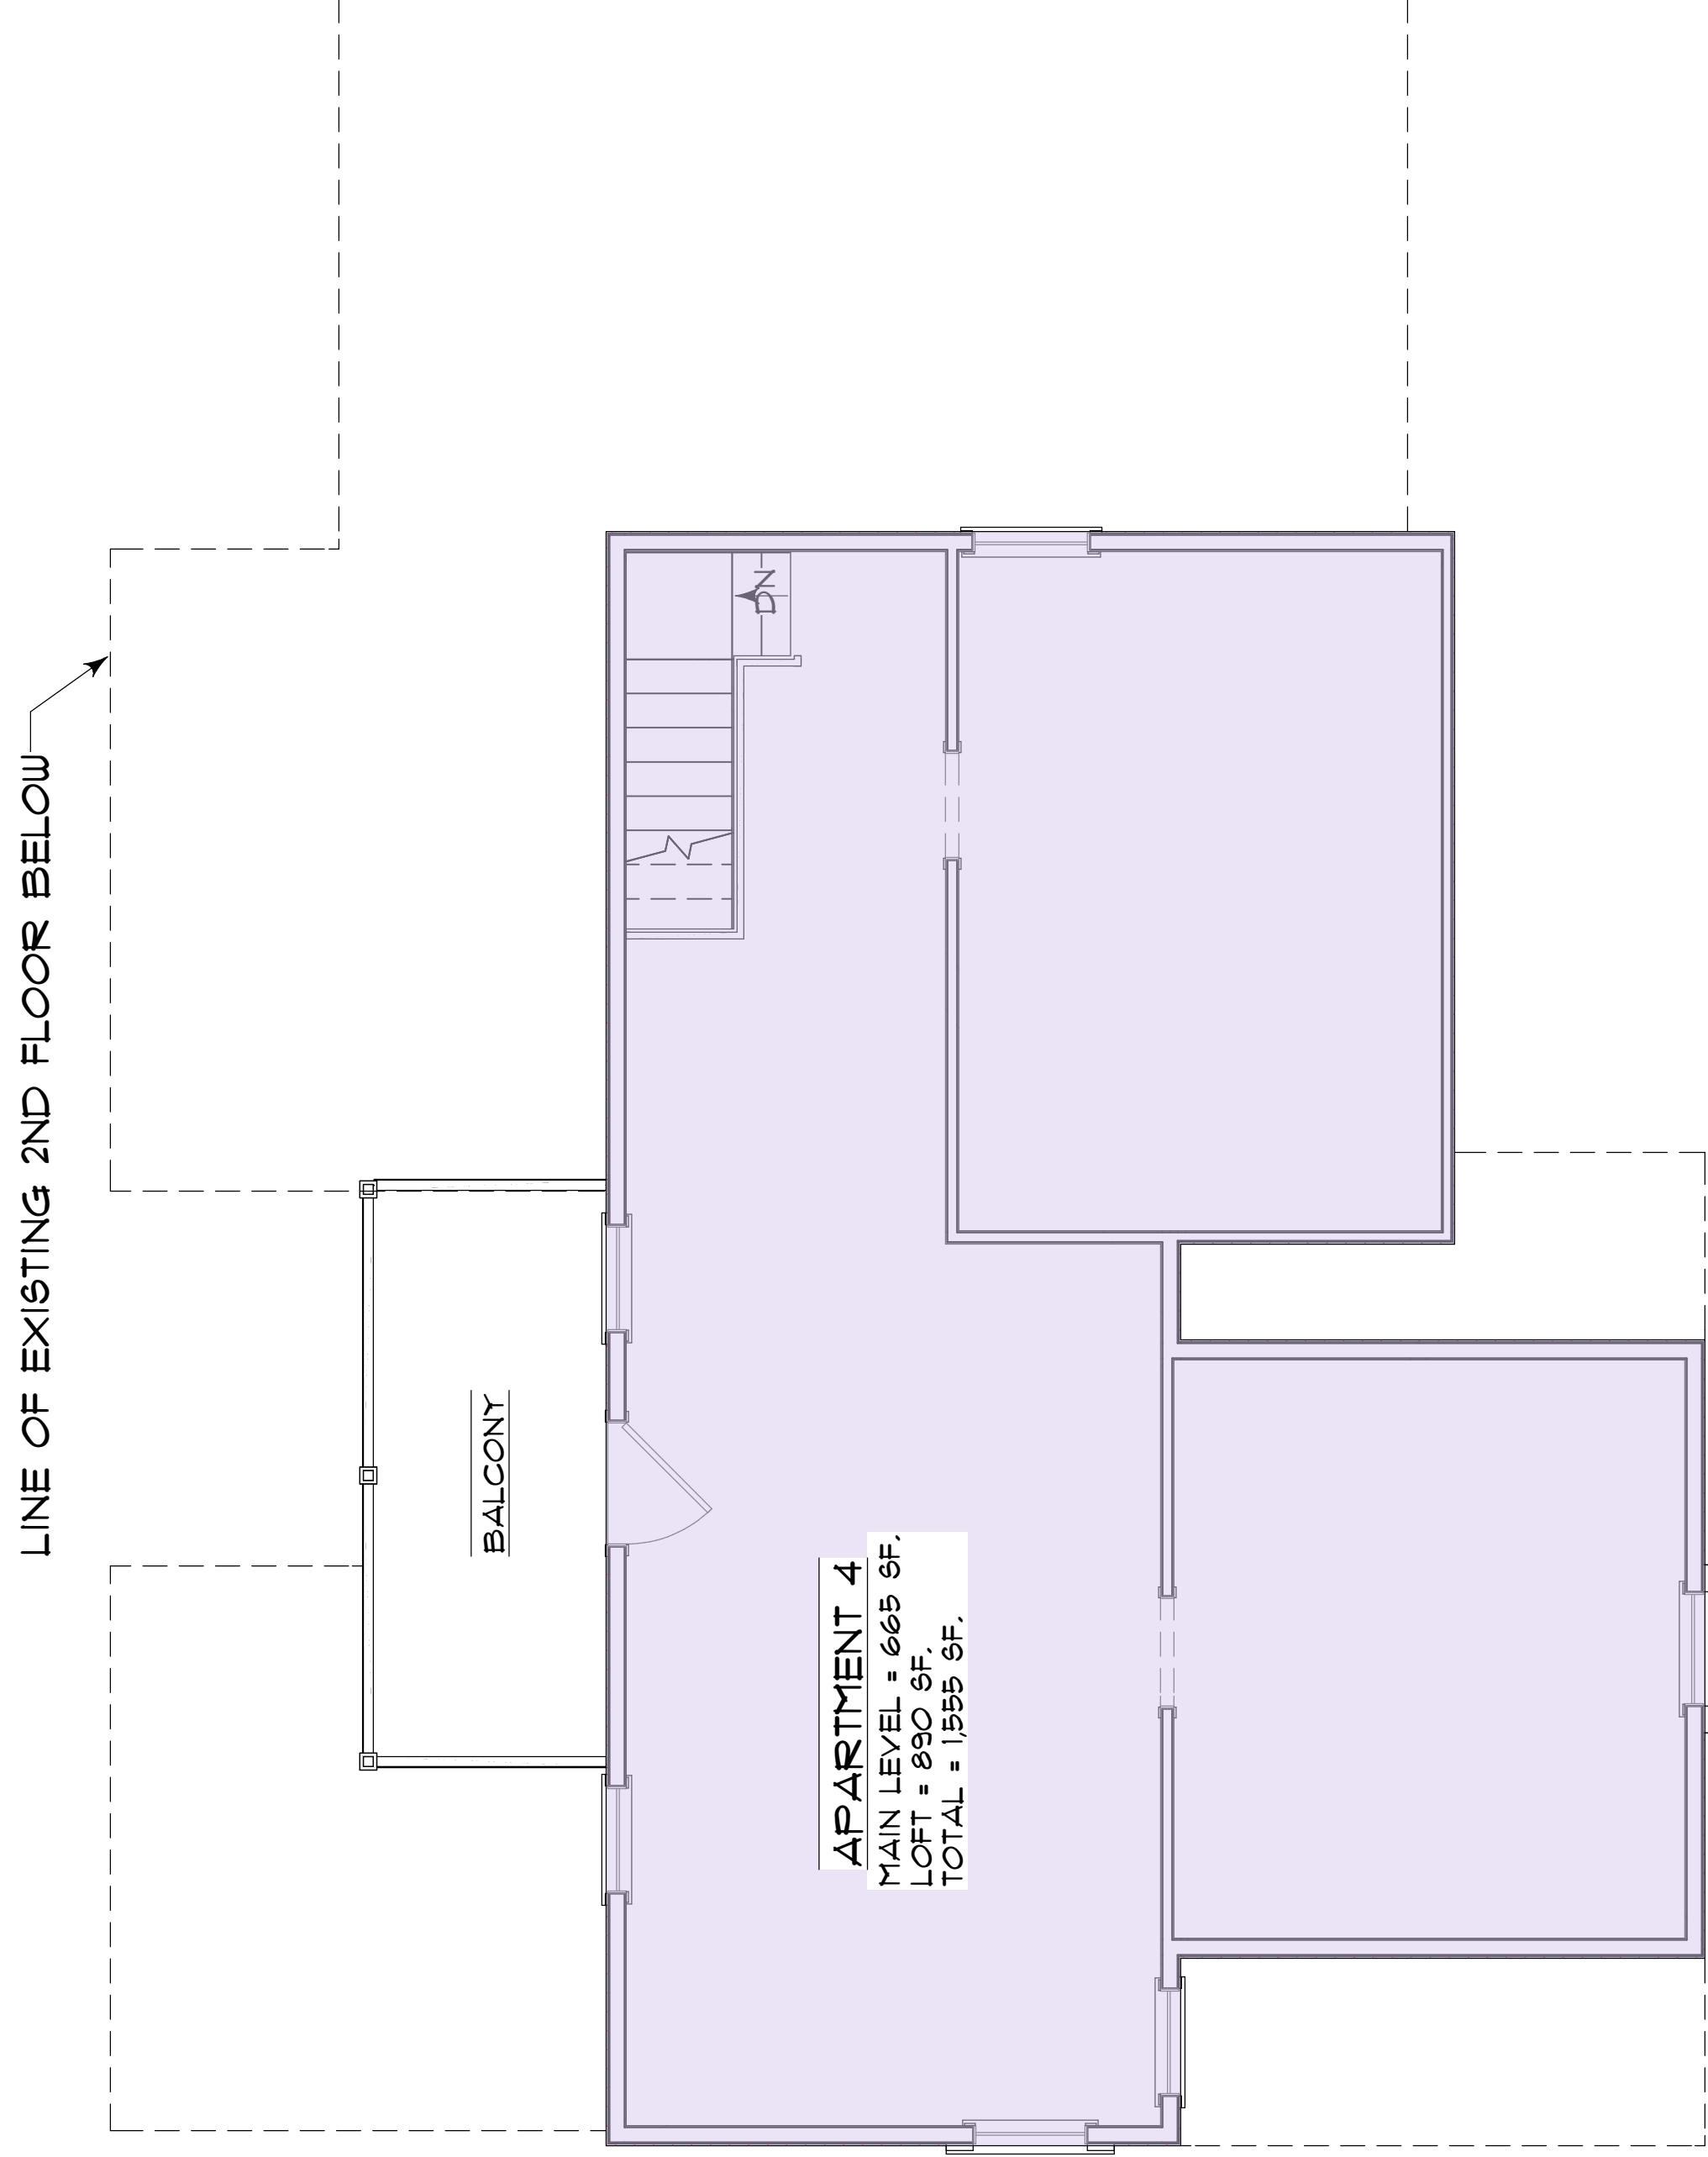 LINE OF EXISTING 2ND FLOOR BELOW
DN
BALCONY
APARTMENT 4
MAIN LEVEL = 665 SF.
LOFT = 890 SF.
TOTAL = 1,555 SF.